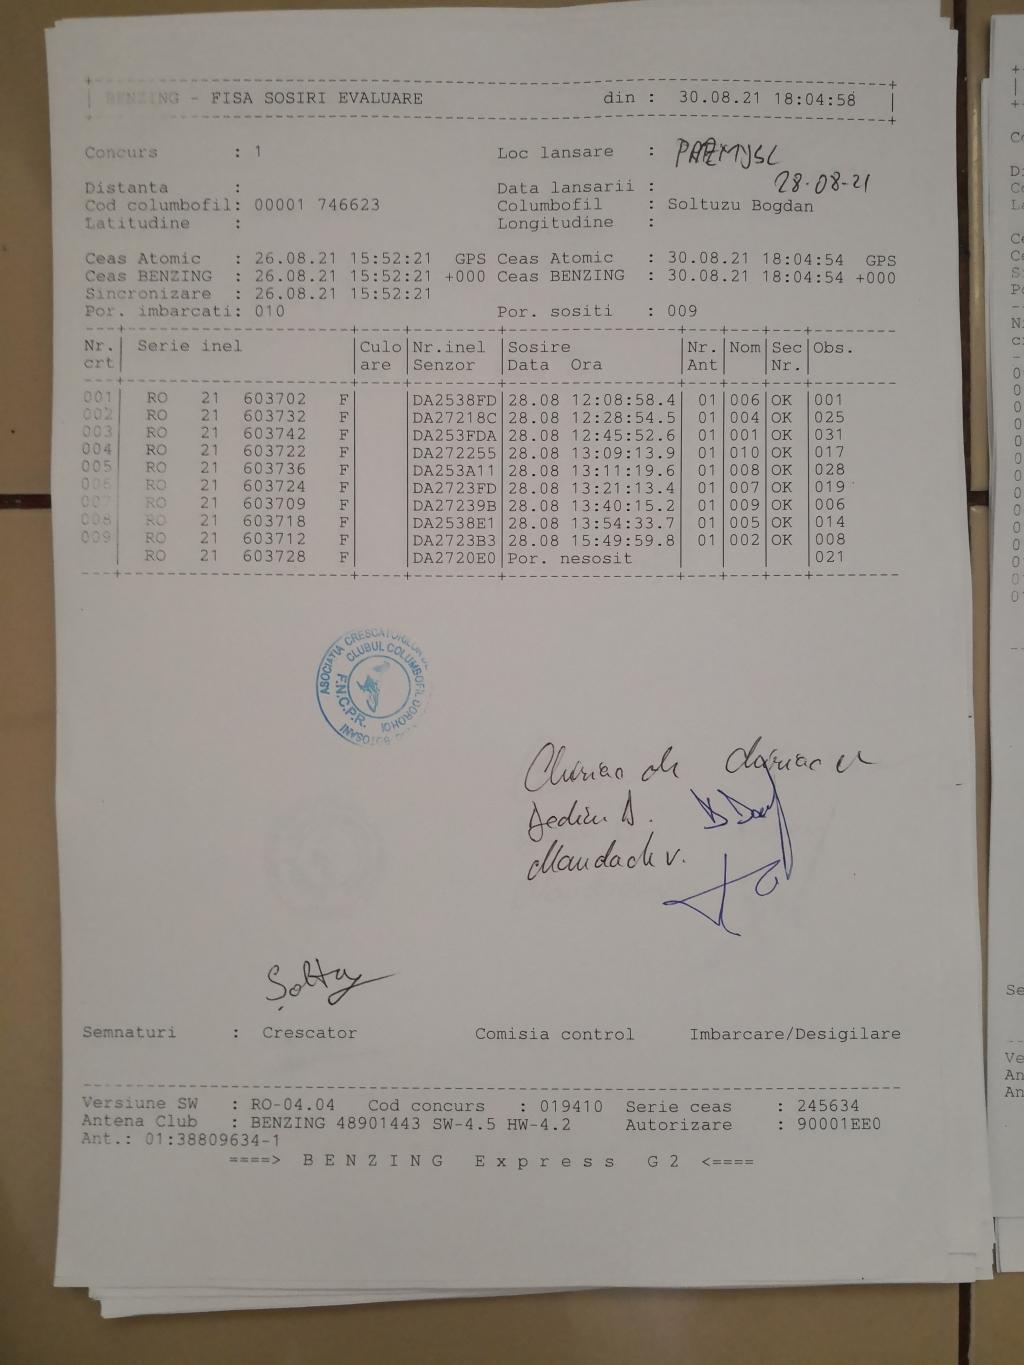 BENZING - FISA SOSIRI EVALUARE din : 30.08.21 18:04:58
Concurs : 1 Loc lansare : PRZEMYSL
Distanta : Data lansarii : 28-08-21
Cod columbofil: 00001 746623 Columbofil : Soltuzu Bogdan
Latitudine : Longitudine :
Ceas Atomic : 26.08.21 15:52:21 GPS Ceas Atomic : 30.08.21 18:04:54 GPS
Ceas BENZING : 26.08.21 15:52:21 +000 Ceas BENZING : 30.08.21 18:04:54 +000
Sincronizare : 26.08.21 15:52:21
Por. imbarcati: 010 Por. sositi : 009
Nr. Serie inel Culo Nr.inel Sosire Nr. Nom Sec Obs.
crt are Senzor Data Ora Ant Nr.
001 RO 21 603702 F DA2538FD 28.08 12:08:58.4 01 006 OK 001
002 RO 21 603732 F DA27218C 28.08 12:28:54.5 01 004 OK 025
003 RO 21 603742 F DA253FDA 28.08 12:45:52.6 01 001 OK 031
004 RO 21 603722 F DA272255 28.08 13:09:13.9 01 010 OK 017
005 RO 21 603736 F DA253A11 28.08 13:11:19.6 01 008 OK 028
006 RO 21 603724 F DA2723FD 28.08 13:21:13.4 01 007 OK 019
007 RO 21 603709 F DA27239B 28.08 13:40:15.2 01 009 OK 006
008 RO 21 603718 F DA2538E1 28.08 13:54:33.7 01 005 OK 014
009 RO 21 603712 F DA2723B3 28.08 15:49:59.8 01 002 OK 008
RO 21 603728 F DA2720E0 Por. nesosit 021
ASOCIATIA CRESCATORILOR DE
CLUBUL COLUMBOFIL DOROHOI
F.N.C.P.R.
BOTOSANI
Semnaturi : Crescator Comisia control Imbarcare/Desigilare
Versiune SW : RO-04.04 Cod concurs : 019410 Serie ceas : 245634
Antena Club : BENZING 48901443 SW-4.5 HW-4.2 Autorizare : 90001EE0
Ant.: 01:38809634-1
====> BENZING Express G2 <====